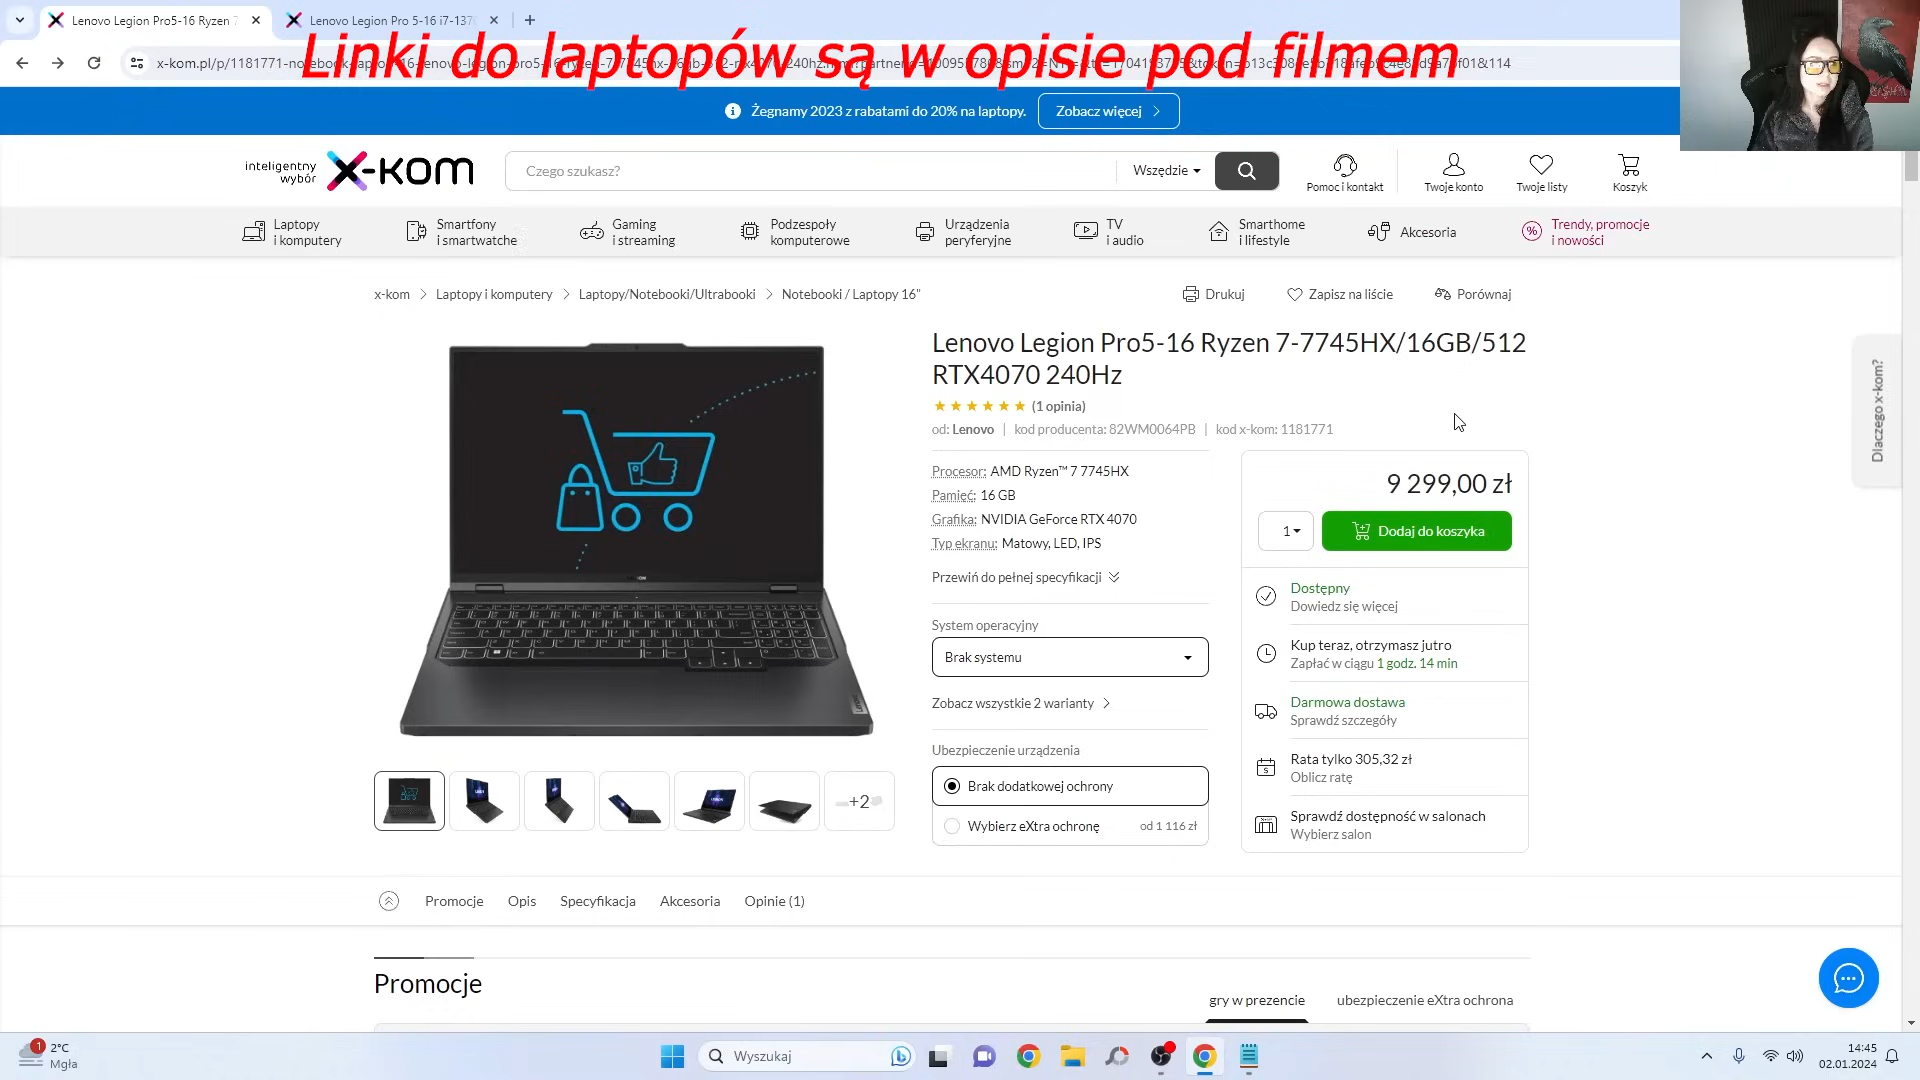 Lenovo Legion Pro5-16 Ryzen 7
Lenovo Legion Pro 5-16 i7-137
Linki do laptopów są w opisie pod filmem
Żegnamy 2023 z rabatami do 20% na laptopy.
Zobacz więcej
inteligentny wybór
x-kom
Czego szukasz?
Wszędzie
Pomoc i kontakt
Twoje konto
Twoje listy
Koszyk
Laptopy i komputery
Smartfony i smartwatche
Gaming i streaming
Podzespoły komputerowe
Urządzenia peryferyjne
TV i audio
Smarthome i lifestyle
Akcesoria
Trendy, promocje i nowości
x-kom > Laptopy i komputery > Laptopy/Notebooki/Ultrabooki > Notebooki / Laptopy 16"
Drukuj
Zapisz na liście
Porównaj
Lenovo Legion Pro5-16 Ryzen 7-7745HX/16GB/512
RTX4070 240Hz
(1 opinia)
od: Lenovo | kod producenta: 82WM0064PB | kod x-kom: 1181771
Procesor: AMD Ryzen™ 7 7745HX
Pamięć: 16 GB
Grafika: NVIDIA GeForce RTX 4070
Typ ekranu: Matowy, LED, IPS
Przewiń do pełnej specyfikacji
System operacyjny
Brak systemu
Zobacz wszystkie 2 warianty
Ubezpieczenie urządzenia
Brak dodatkowej ochrony
Wybierz eXtra ochronę od 1 116 zł
9 299,00 zł
1
Dodaj do koszyka
Dostępny
Dowiedz się więcej
Kup teraz, otrzymasz jutro
Zapłać w ciągu 1 godz. 14 min
Darmowa dostawa
Sprawdź szczegóły
Rata tylko 305,32 zł
Oblicz ratę
Sprawdź dostępność w salonach
Wybierz salon
Dlaczego x-kom?
+2
Promocje
Opis
Specyfikacja
Akcesoria
Opinie (1)
Promocje
gry w prezencie
ubezpieczenie eXtra ochrona
1
2°C
Mgła
Wyszukaj
14:45
02.01.2024